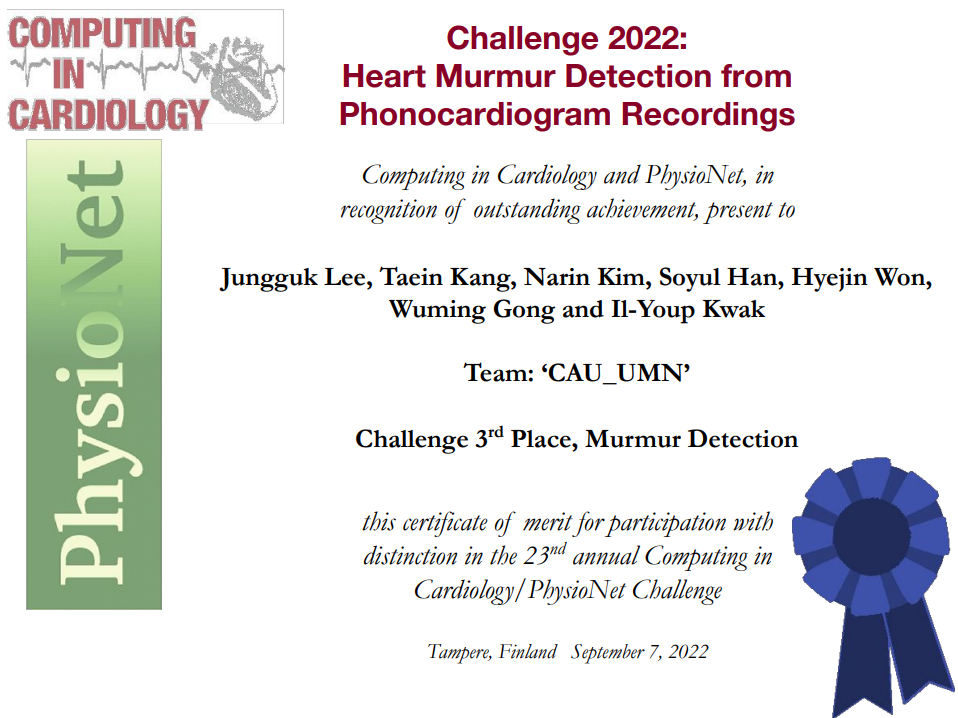 COMPUTING
IN
CARDIOLOGY
PhysioNet
Challenge 2022:
Heart Murmur Detection from
Phonocardiogram Recordings
Computing in Cardiology and PhysioNet, in
recognition of outstanding achievement, present to
Jungguk Lee, Taein Kang, Narin Kim, Soyul Han, Hyejin Won,
Wuming Gong and Il-Youp Kwak
Team: ‘CAU_UMN’
Challenge 3rd Place, Murmur Detection
this certificate of merit for participation with
distinction in the 23nd annual Computing in
Cardiology/PhysioNet Challenge
Tampere, Finland September 7, 2022